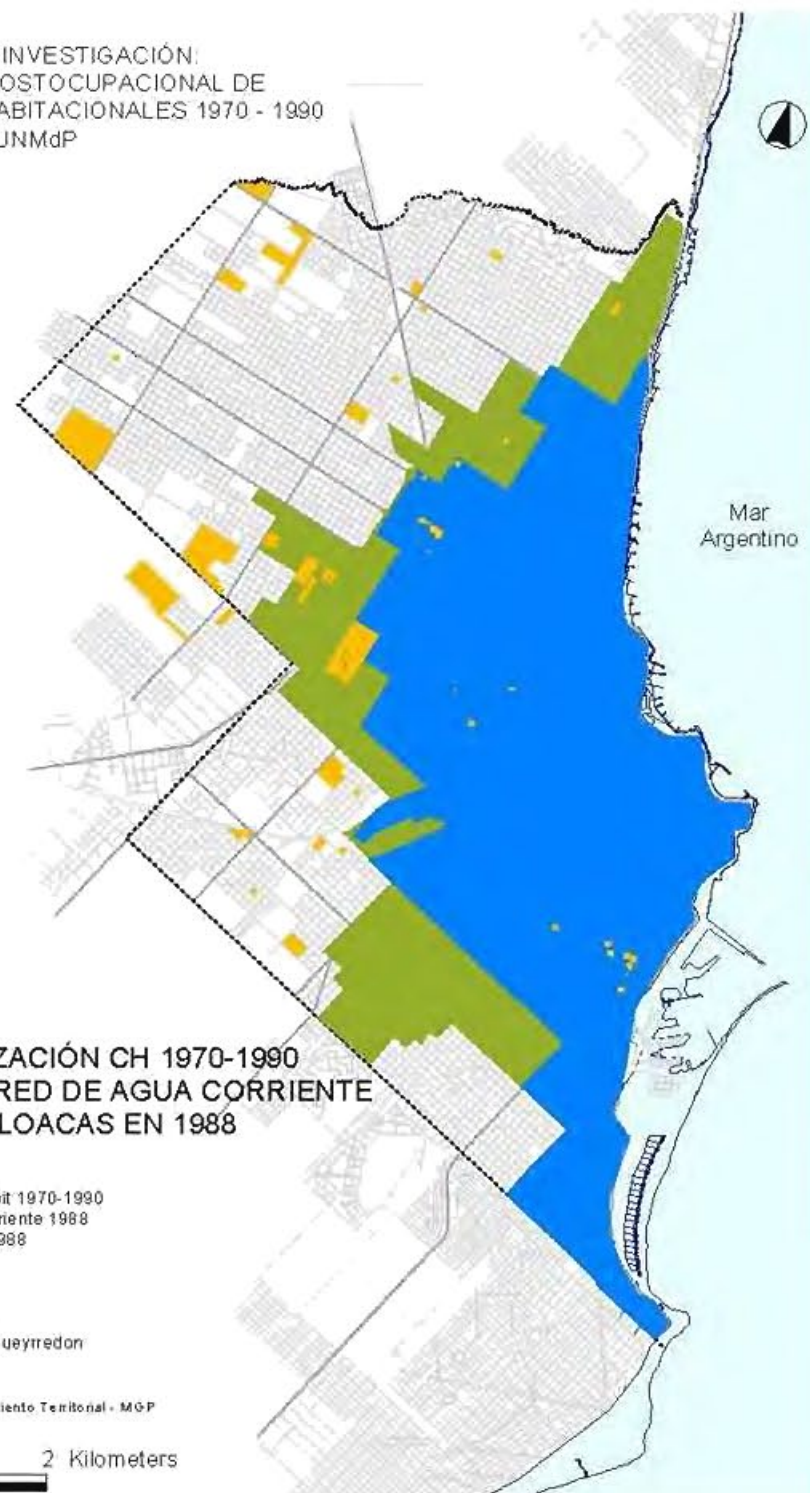 INVESTIGACIÓN:
OSTOCUPACIONAL DE
ABITACIONALES 1970 - 1990
UNMdP
Mar
Argentino
ZACIÓN CH 1970-1990
RED DE AGUA CORRIENTE
LOACAS EN 1988
it 1970-1990
riente 1988
988
ueyrredon
iento Territorial - MGP
2 Kilometers